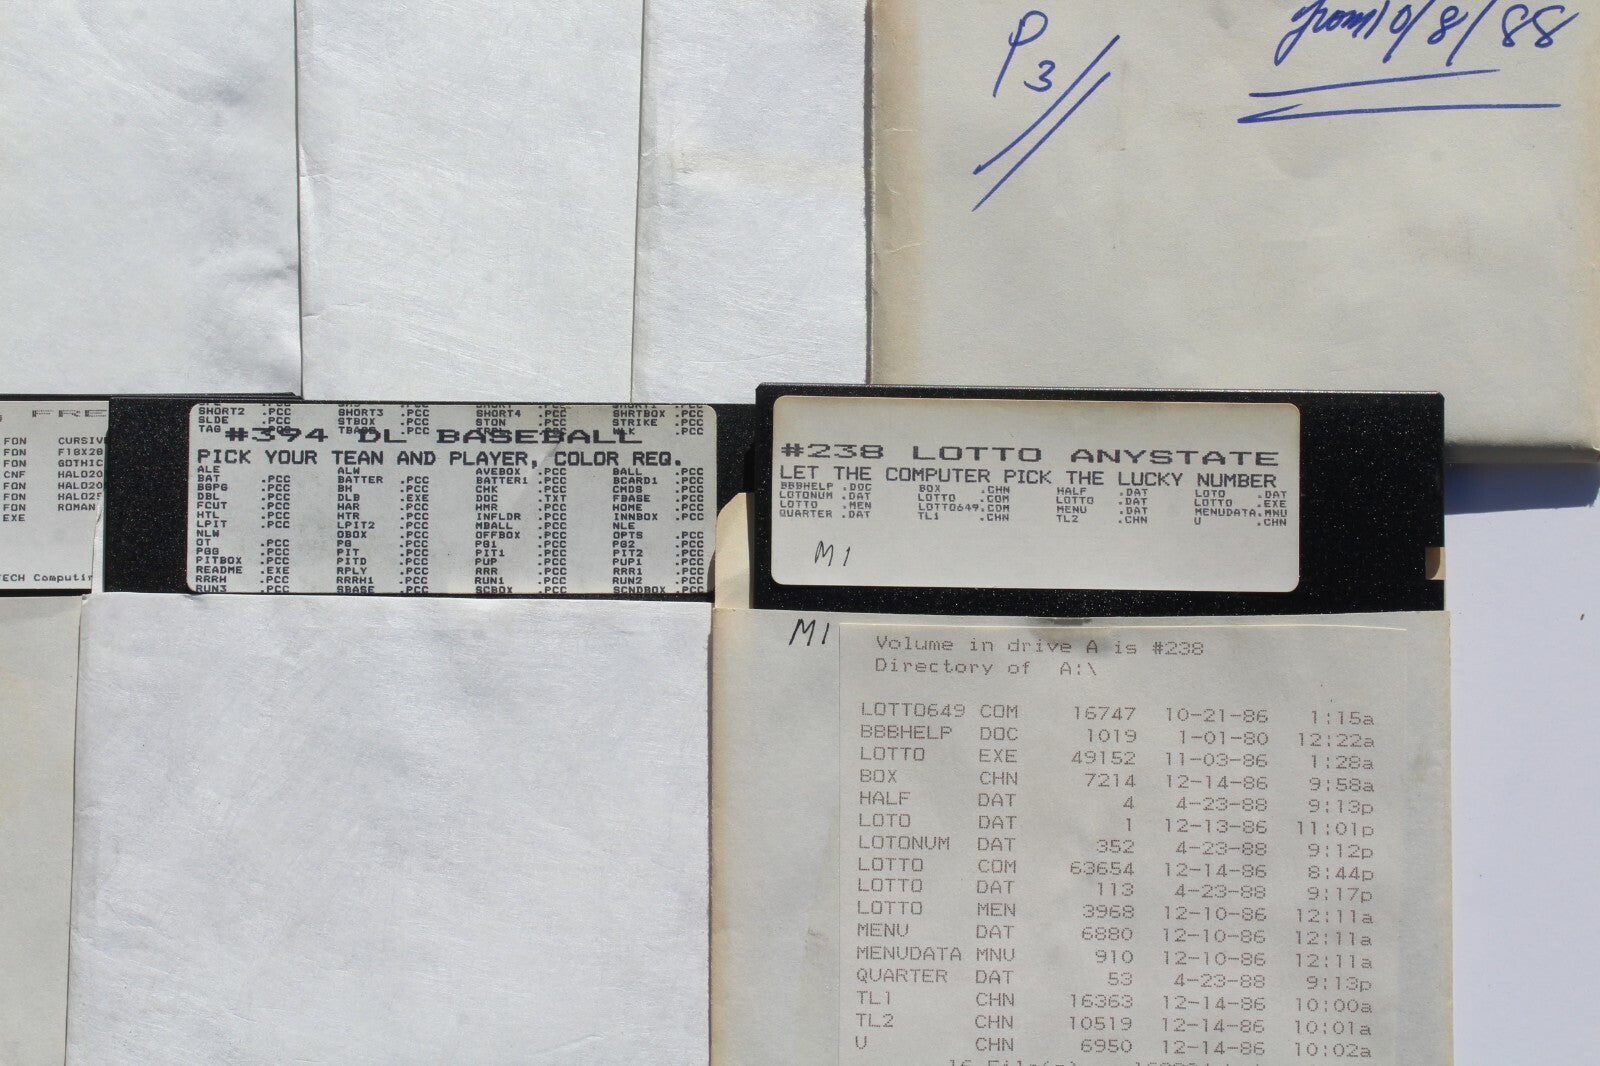 P3
from 10/8/88
FRE
FON CURSIV
FON F18X28
FON GOTHIC
CNF HALO20
FON HALO20
FON
FON ROMAN
EXE
TECH Computin
SHORT2 .PCC SHORT3 .PCC SHORT4 .PCC SHRTBOX .PCC
SLDE .PCC STBOX .PCC STON .PCC STRIKE .PCC
TAG
#394 DL BASEBALL
PICK YOUR TEAN AND PLAYER, COLOR REQ.
ALE ALW AVEBOX .PCC BALL .PCC
BAT .PCC BATTER .PCC BATTER1 .PCC BCARD1 .PCC
BGPG .PCC BH .PCC CHK .PCC CMDS .PCC
DBL .PCC DLB .EXE DOC .TXT FBASE .PCC
FCUT .PCC HAR .PCC HMR .PCC HOME .PCC
HTL .PCC HTR .PCC INFLDR .PCC INNBOX .PCC
LPIT .PCC LPIT2 .PCC MBALL .PCC NLE
NLW OBOX .PCC OFFBOX .PCC OPTS .PCC
OT .PCC PG .PCC PG1 .PCC PG2 .PCC
PGG .PCC PIT .PCC PIT1 .PCC PIT2 .PCC
PITBOX .PCC PITD .PCC PUP .PCC PUP1 .PCC
README .EXE RPLY .PCC RRR .PCC RRR1 .PCC
RRRH .PCC RRRH1 .PCC RUN1 .PCC RUN2 .PCC
RUN3 .PCC SBASE .PCC SCBOX .PCC SCNDBOX .PCC
#238 LOTTO ANYSTATE
LET THE COMPUTER PICK THE LUCKY NUMBER
BBBHELP .DOC BOX .CHN HALF .DAT LOTO .DAT
LOTONUM .DAT LOTTO .COM LOTTO .DAT LOTTO .EXE
LOTTO .MEN LOTTO649.COM MENU .DAT MENUDATA.MNU
QUARTER .DAT TL1 .CHN TL2 .CHN U .CHN
M1
M1
Volume in drive A is #238
Directory of A:\
LOTTO649 COM 16747 10-21-86 1:15a
BBBHELP DOC 1019 1-01-80 12:22a
LOTTO EXE 49152 11-03-86 1:28a
BOX CHN 7214 12-14-86 9:58a
HALF DAT 4 4-23-88 9:13p
LOTO DAT 1 12-13-86 11:01p
LOTONUM DAT 352 4-23-88 9:12p
LOTTO COM 63654 12-14-86 8:44p
LOTTO DAT 113 4-23-88 9:17p
LOTTO MEN 3968 12-10-86 12:11a
MENU DAT 6880 12-10-86 12:11a
MENUDATA MNU 910 12-10-86 12:11a
QUARTER DAT 53 4-23-88 9:13p
TL1 CHN 16363 12-14-86 10:00a
TL2 CHN 10519 12-14-86 10:01a
U CHN 6950 12-14-86 10:02a
16 File(s)